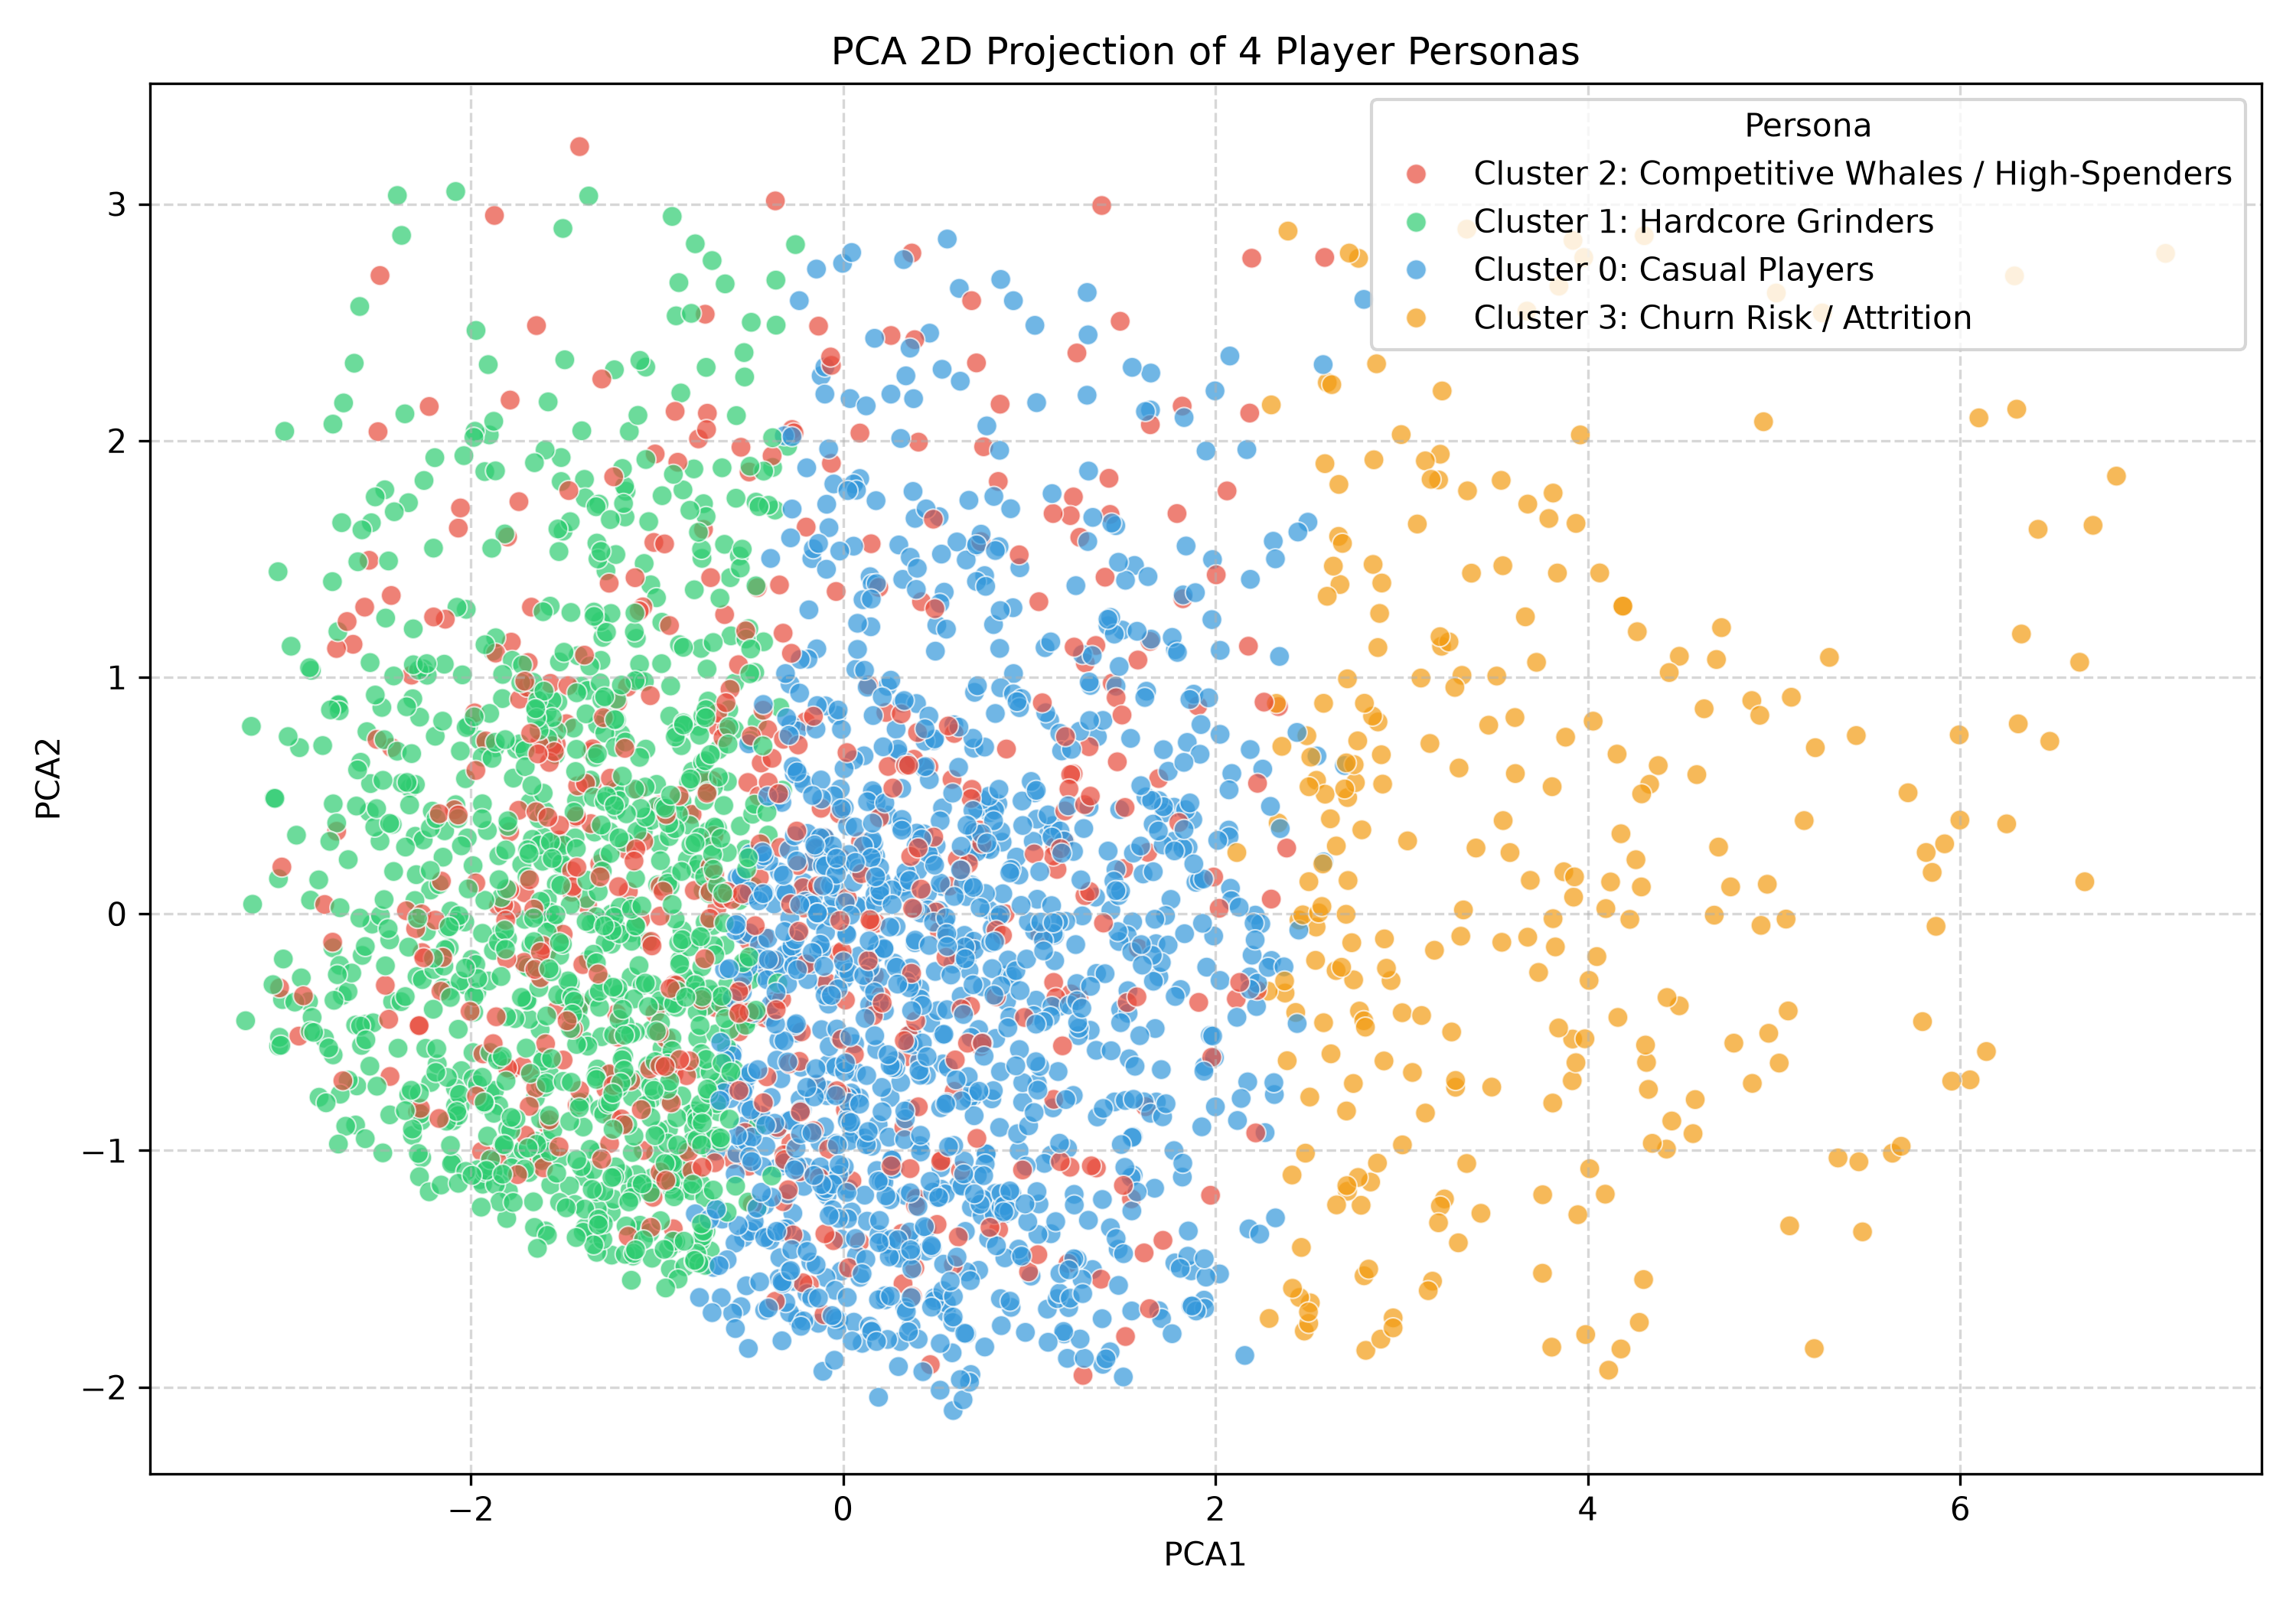 PCA 2D Projection of 4 Player Personas
Persona
Cluster 2: Competitive Whales / High-Spenders
Cluster 1: Hardcore Grinders
Cluster 0: Casual Players
Cluster 3: Churn Risk / Attrition
3
2
1
0
−1
−2
PCA2
−2
0
2
4
6
PCA1